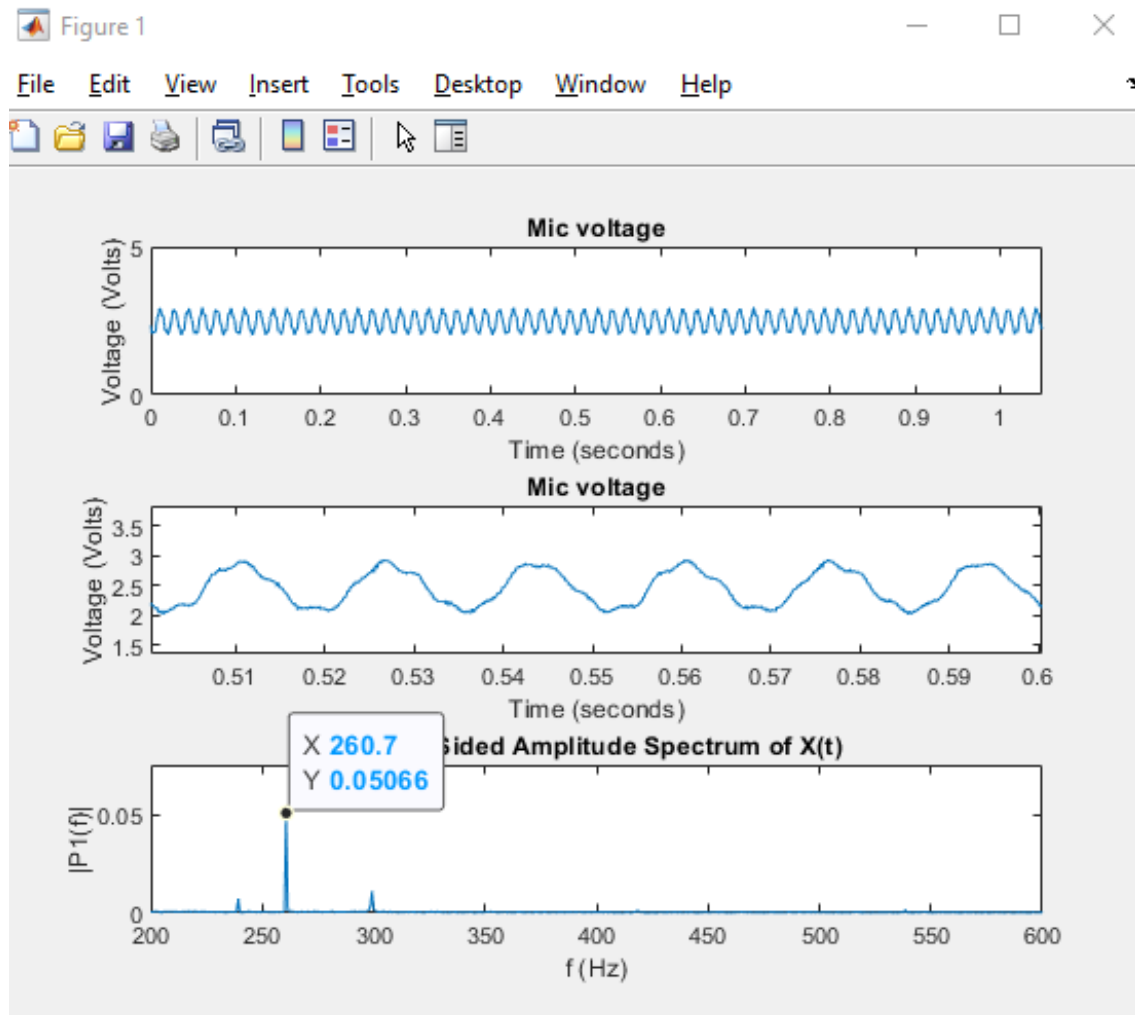 Figure 1
File Edit View Insert Tools Desktop Window Help
Mic voltage
Voltage (Volts)
5
0
0 0.1 0.2 0.3 0.4 0.5 0.6 0.7 0.8 0.9 1
Time (seconds)
Mic voltage
Voltage (Volts)
3.5
3
2.5
2
1.5
0.51 0.52 0.53 0.54 0.55 0.56 0.57 0.58 0.59 0.6
Time (seconds)
X 260.7
Y 0.05066
Sided Amplitude Spectrum of X(t)
|P1(f)|
0.05
0
200 250 300 350 400 450 500 550 600
f (Hz)